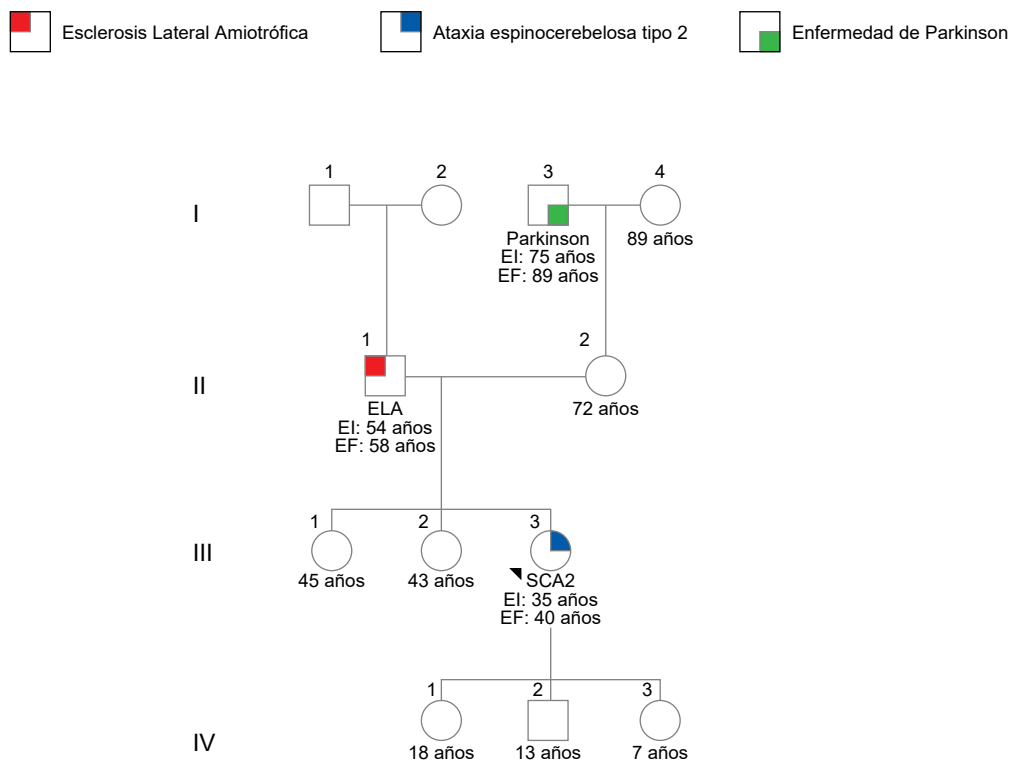 Esclerosis Lateral Amiotrófica
Ataxia espinocerebelosa tipo 2
Enfermedad de Parkinson
1
2
3
4
I
Parkinson
EI: 75 años
EF: 89 años
89 años
1
2
II
ELA
EI: 54 años
EF: 58 años
72 años
1
2
3
III
45 años
43 años
SCA2
EI: 35 años
EF: 40 años
1
2
3
IV
18 años
13 años
7 años